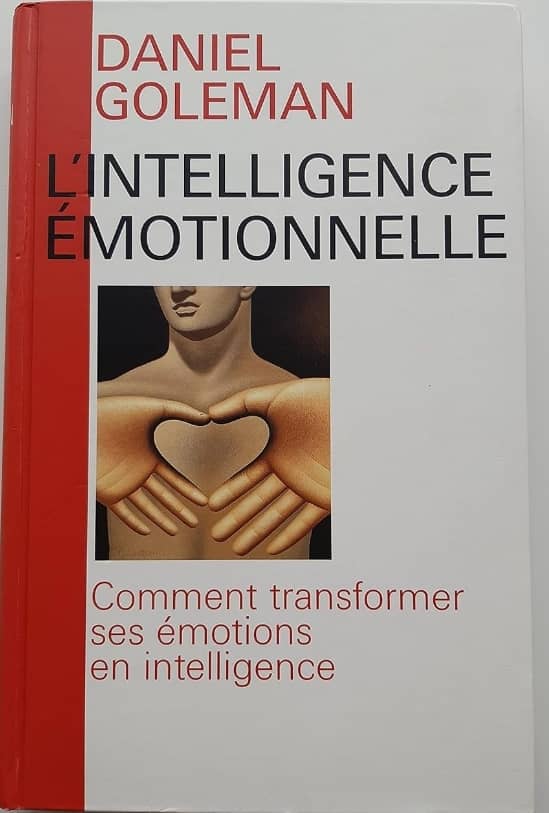 DANIEL
GOLEMAN
L'INTELLIGENCE
ÉMOTIONNELLE
Comment transformer
ses émotions
en intelligence